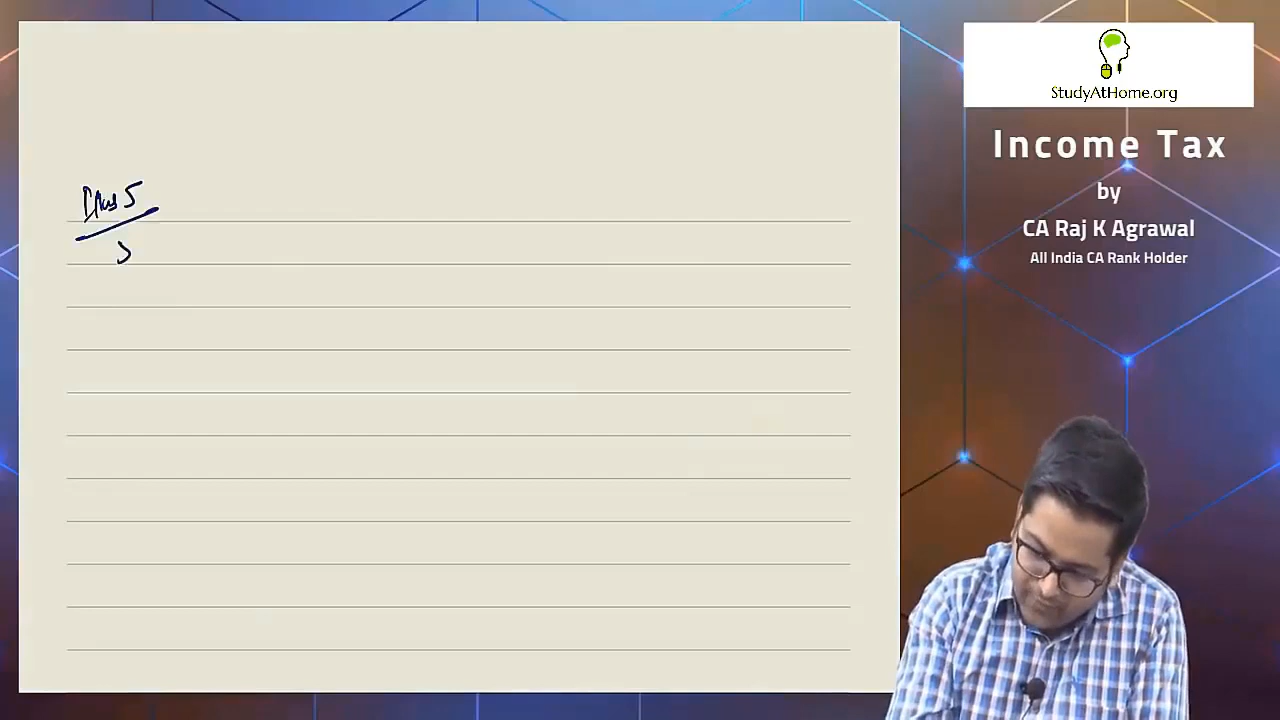 Class 5
StudyAtHome.org
Income Tax
by
CA Raj K Agrawal
All India CA Rank Holder